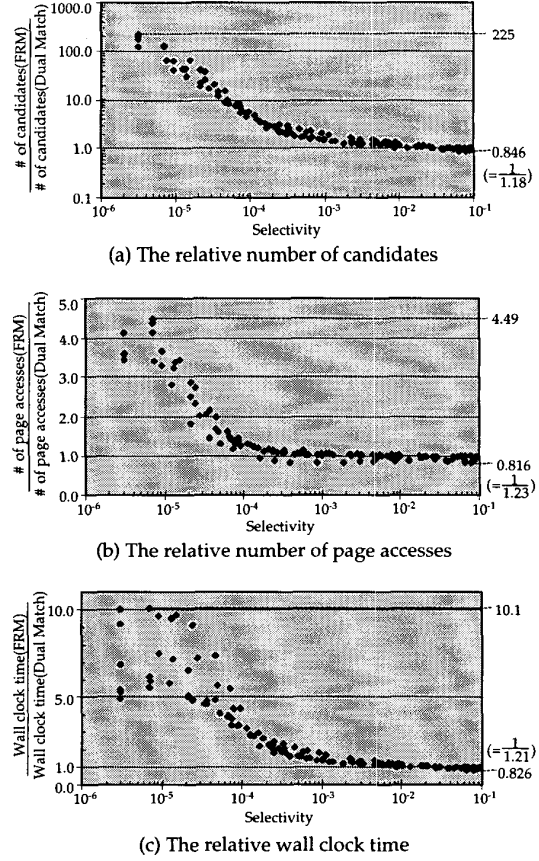 # of candidates(FRM)
# of candidates(Dual Match)
1000.0
100.0
10.0
1.0
0.1
225
0.846
(=1/1.18)
10-6 10-5 10-4 10-3 10-2 10-1
Selectivity
(a) The relative number of candidates
# of page accesses(FRM)
# of page accesses(Dual Match)
5.0
4.0
3.0
2.0
1.0
0.0
4.49
0.816
(=1/1.23)
10-6 10-5 10-4 10-3 10-2 10-1
Selectivity
(b) The relative number of page accesses
Wall clock time(FRM)
Wall clock time(Dual Match)
10.0
5.0
1.0
0.0
10.1
(=1/1.21)
0.826
10-6 10-5 10-4 10-3 10-2 10-1
Selectivity
(c) The relative wall clock time